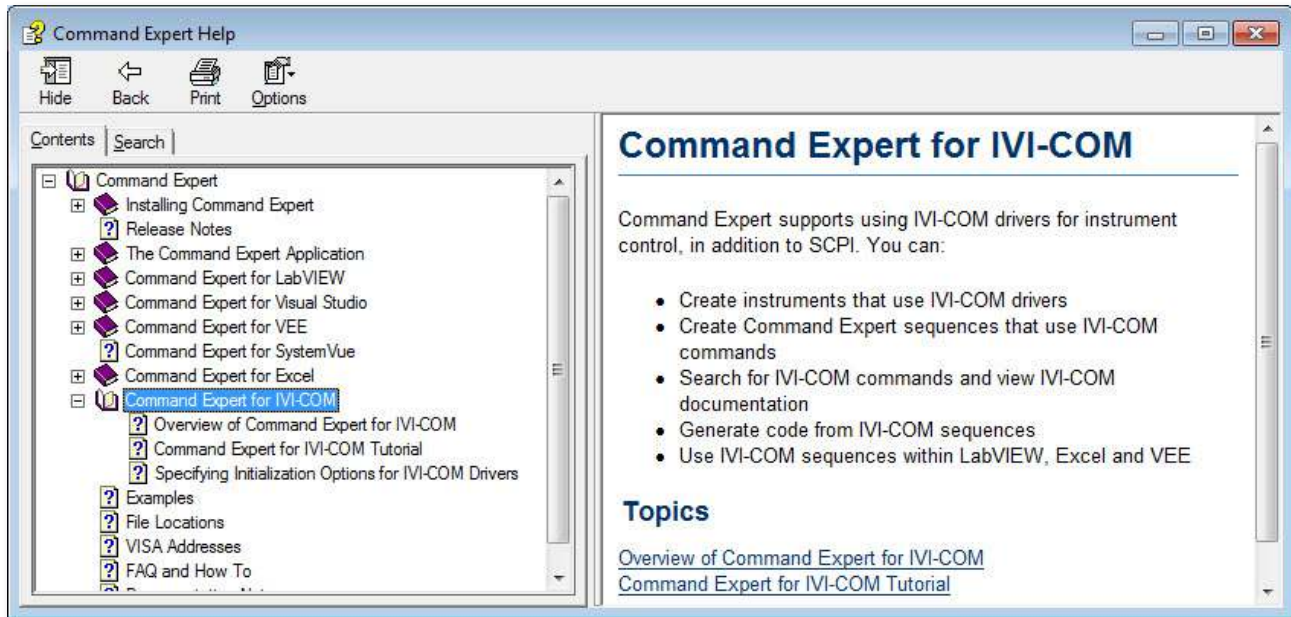 Command Expert Help
Hide Back Print Options
Contents Search
Command Expert
Installing Command Expert
Release Notes
The Command Expert Application
Command Expert for LabVIEW
Command Expert for Visual Studio
Command Expert for VEE
Command Expert for SystemVue
Command Expert for Excel
Command Expert for IVI-COM
Overview of Command Expert for IVI-COM
Command Expert for IVI-COM Tutorial
Specifying Initialization Options for IVI-COM Drivers
Examples
File Locations
VISA Addresses
FAQ and How To
Command Expert for IVI-COM
Command Expert supports using IVI-COM drivers for instrument
control, in addition to SCPI. You can:
• Create instruments that use IVI-COM drivers
• Create Command Expert sequences that use IVI-COM
commands
• Search for IVI-COM commands and view IVI-COM
documentation
• Generate code from IVI-COM sequences
• Use IVI-COM sequences within LabVIEW, Excel and VEE
Topics
Overview of Command Expert for IVI-COM
Command Expert for IVI-COM Tutorial